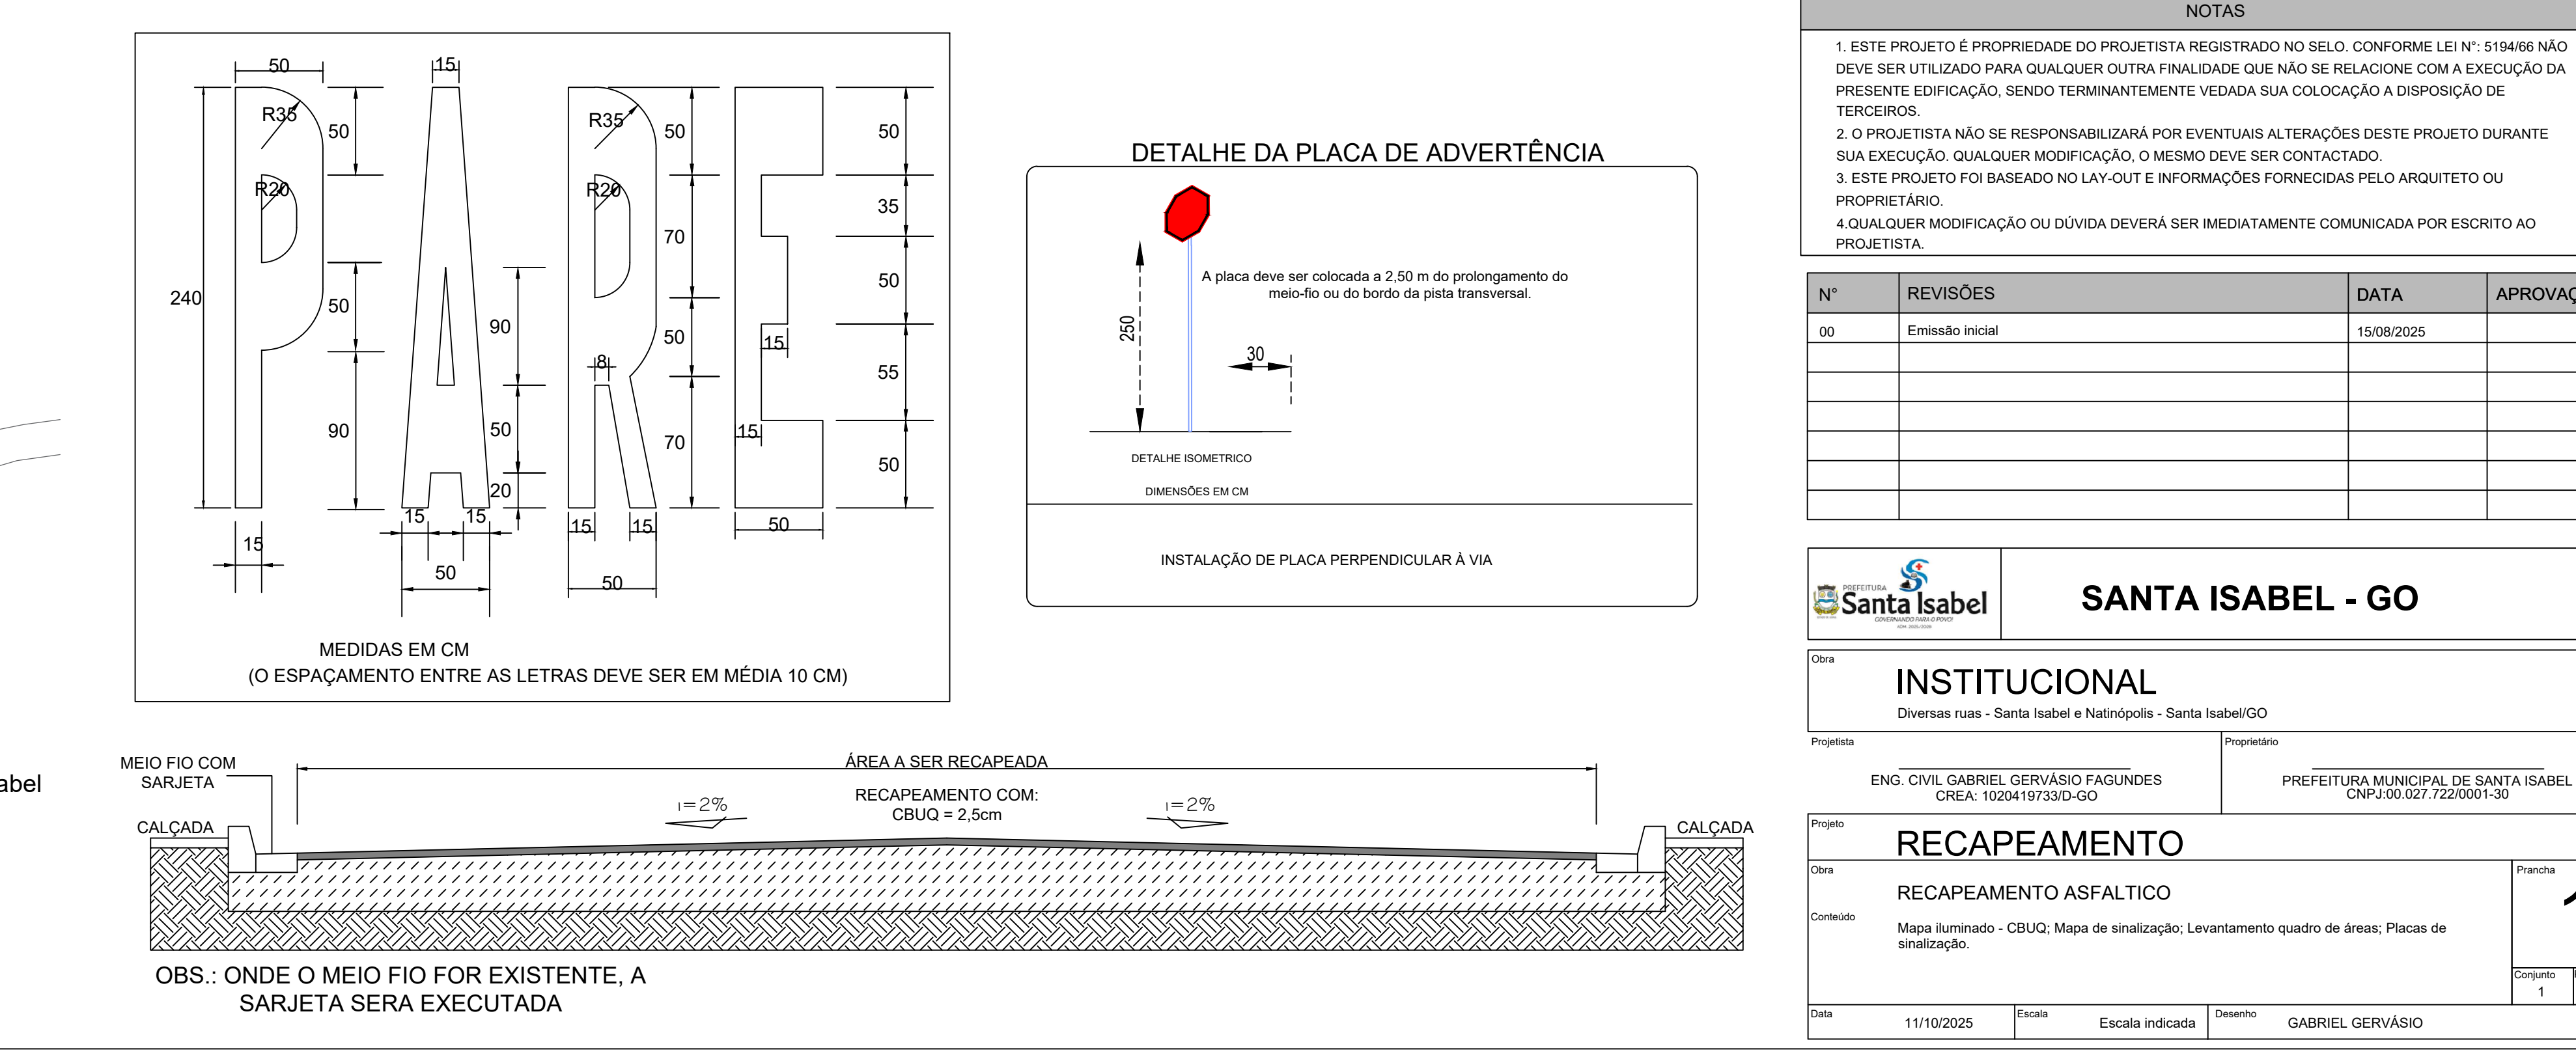 50
15
R35
R35
50
50
50
R20
R20
35
70
240
50
50
90
50
8
15
55
90
50
15
70
50
20
15
15
15
15
15
50
50
50
MEDIDAS EM CM
(O ESPAÇAMENTO ENTRE AS LETRAS DEVE SER EM MÉDIA 10 CM)
DETALHE DA PLACA DE ADVERTÊNCIA
A placa deve ser colocada a 2,50 m do prolongamento do
meio-fio ou do bordo da pista transversal.
250
30
DETALHE ISOMETRICO
DIMENSÕES EM CM
INSTALAÇÃO DE PLACA PERPENDICULAR À VIA
abel
MEIO FIO COM
SARJETA
CALÇADA
ÁREA A SER RECAPEADA
RECAPEAMENTO COM:
CBUQ = 2,5cm
i=2%
i=2%
CALÇADA
OBS.: ONDE O MEIO FIO FOR EXISTENTE, A
SARJETA SERA EXECUTADA
NOTAS
1. ESTE PROJETO É PROPRIEDADE DO PROJETISTA REGISTRADO NO SELO. CONFORME LEI N°: 5194/66 NÃO
DEVE SER UTILIZADO PARA QUALQUER OUTRA FINALIDADE QUE NÃO SE RELACIONE COM A EXECUÇÃO DA
PRESENTE EDIFICAÇÃO, SENDO TERMINANTEMENTE VEDADA SUA COLOCAÇÃO A DISPOSIÇÃO DE
TERCEIROS.
2. O PROJETISTA NÃO SE RESPONSABILIZARÁ POR EVENTUAIS ALTERAÇÕES DESTE PROJETO DURANTE
SUA EXECUÇÃO. QUALQUER MODIFICAÇÃO, O MESMO DEVE SER CONTACTADO.
3. ESTE PROJETO FOI BASEADO NO LAY-OUT E INFORMAÇÕES FORNECIDAS PELO ARQUITETO OU
PROPRIETÁRIO.
4.QUALQUER MODIFICAÇÃO OU DÚVIDA DEVERÁ SER IMEDIATAMENTE COMUNICADA POR ESCRITO AO
PROJETISTA.
N° REVISÕES DATA APROVAÇ
00 Emissão inicial 15/08/2025
PREFEITURA
Santa Isabel
GOVERNANDO PARA O POVO!
ADM: 2025/2028
SANTA ISABEL - GO
Obra
INSTITUCIONAL
Diversas ruas - Santa Isabel e Natinópolis - Santa Isabel/GO
Projetista
ENG. CIVIL GABRIEL GERVÁSIO FAGUNDES
CREA: 1020419733/D-GO
Proprietário
PREFEITURA MUNICIPAL DE SANTA ISABEL
CNPJ:00.027.722/0001-30
Projeto
RECAPEAMENTO
Obra
RECAPEAMENTO ASFALTICO
Conteúdo
Mapa iluminado - CBUQ; Mapa de sinalização; Levantamento quadro de áreas; Placas de
sinalização.
Prancha
Conjunto
1
Data
11/10/2025
Escala
Escala indicada
Desenho
GABRIEL GERVÁSIO